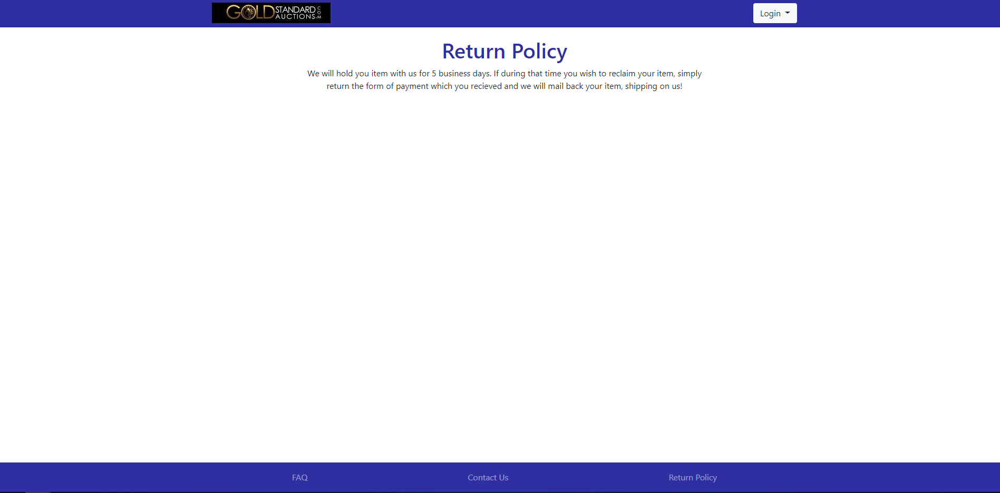 GOLD STANDARD AUCTIONS.COM
Login
Return Policy
We will hold you item with us for 5 business days. If during that time you wish to reclaim your item, simply
return the form of payment which you recieved and we will mail back your item, shipping on us!
FAQ
Contact Us
Return Policy